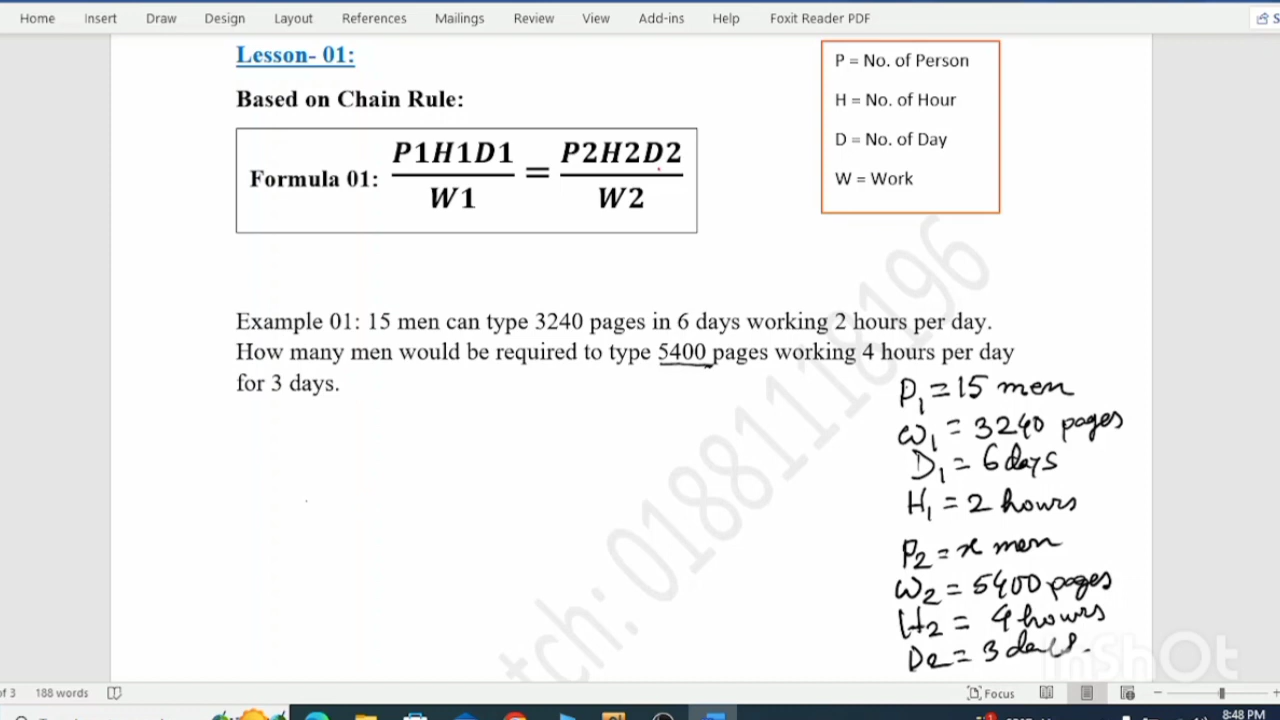 Home Insert Draw Design Layout References Mailings Review View Add-ins Help Foxit Reader PDF
Lesson- 01:
Based on Chain Rule:
Formula 01: P1H1D1 = P2H2D2
W1 W2
P = No. of Person
H = No. of Hour
D = No. of Day
W = Work
Example 01: 15 men can type 3240 pages in 6 days working 2 hours per day.
How many men would be required to type 5400 pages working 4 hours per day
for 3 days.
P1 = 15 men
W1 = 3240 pages
D1 = 6 days
H1 = 2 hours
P2 = x men
W2 = 5400 pages
H2 = 4 hours
D2 = 3 days.
tch: 01881118196
InShOt
of 3 188 words Focus
8:48 PM